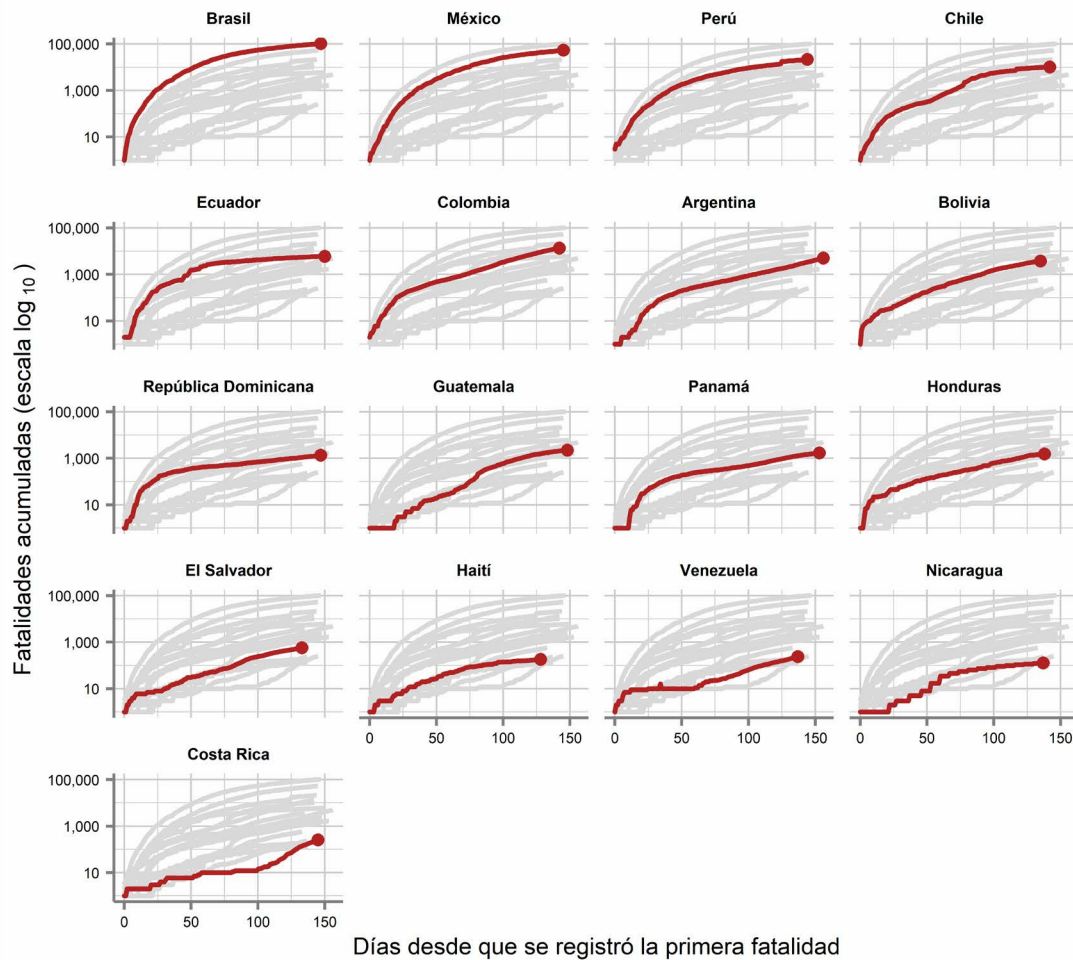 Brasil México Perú Chile
100,000
1,000
10
Ecuador Colombia Argentina Bolivia
100,000
1,000
10
República Dominicana Guatemala Panamá Honduras
100,000
1,000
10
El Salvador Haití Venezuela Nicaragua
100,000
1,000
10
0 50 100 150 0 50 100 150 0 50 100 150
Costa Rica
100,000
1,000
10
0 50 100 150
Fatalidades acumuladas (escala log 10 )
Días desde que se registró la primera fatalidad